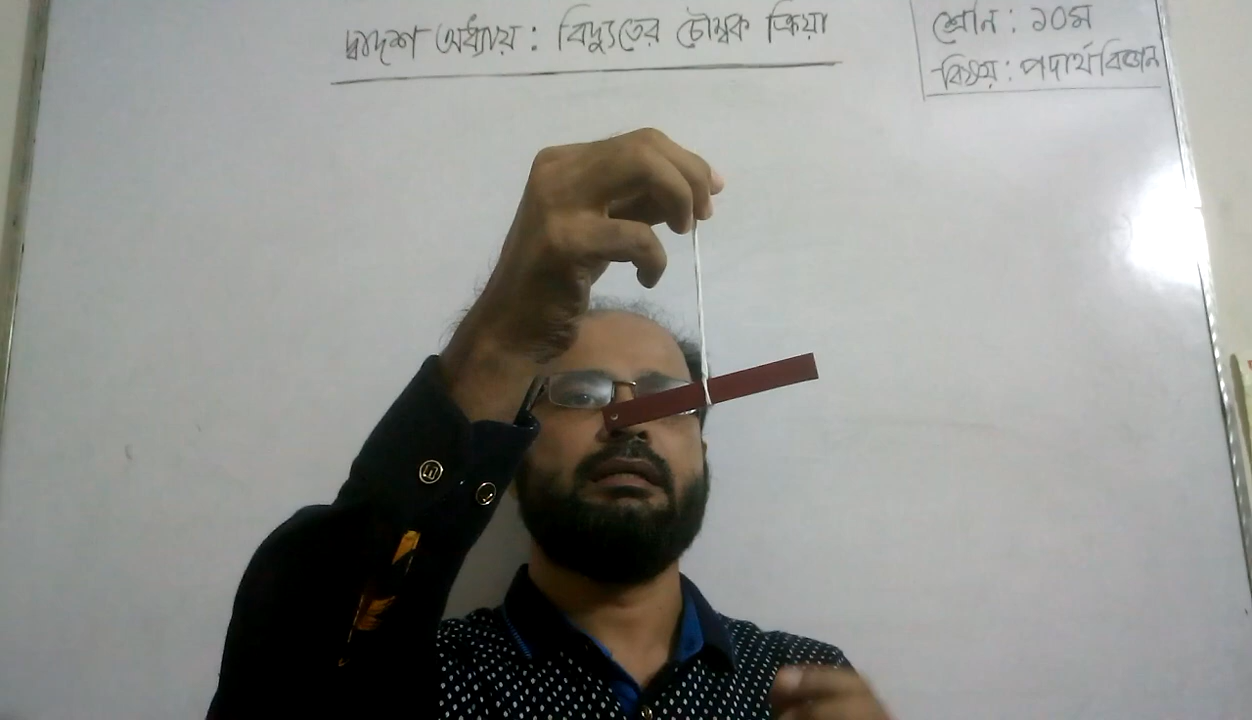 দ্বাদশ অধ্যায় : বিদ্যুতের চৌম্বক ক্রিয়া
শ্রেণি : ১০ম
বিষয় : পদার্থবিজ্ঞান